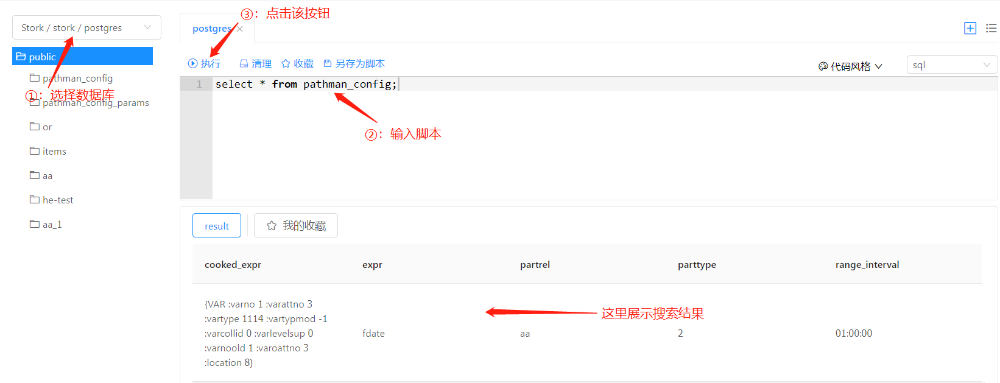 ③：点击该按钮
Stork / stork / postgres
postgres
public
执行 清理 收藏 另存为脚本
代码风格
sql
pathman_config
①：选择数据库
pathman_config_params
or
items
aa
he-test
aa_1
1 select * from pathman_config;
②：输入脚本
result 我的收藏
cooked_expr expr partrel parttype range_interval
{VAR :varno 1 :varattno 3
:vartype 1114 :vartypmod -1
:varcollid 0 :varlevelsup 0
:varnoold 1 :varoattno 3
:location 8}
fdate aa 2 01:00:00
这里展示搜索结果